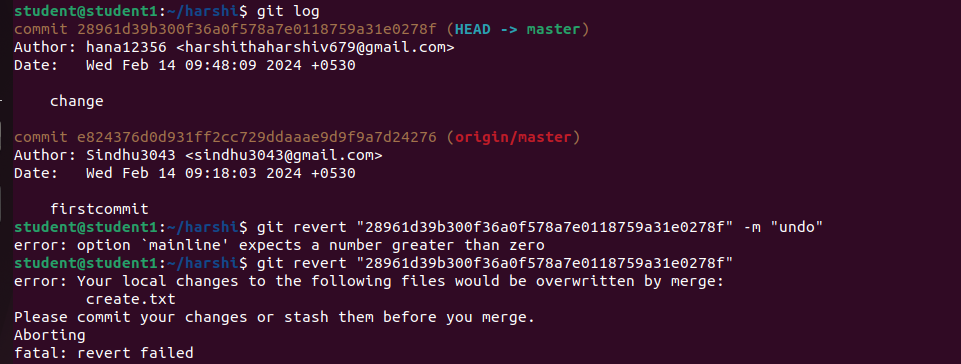 student@student1:~/harshi$ git log
commit 28961d39b300f36a0f578a7e0118759a31e0278f (HEAD -> master)
Author: hana12356 <harshithaharshiv679@gmail.com>
Date:   Wed Feb 14 09:48:09 2024 +0530
    change
commit e824376d0d931ff2cc729ddaaae9d9f9a7d24276 (origin/master)
Author: Sindhu3043 <sindhu3043@gmail.com>
Date:   Wed Feb 14 09:18:03 2024 +0530
    firstcommit
student@student1:~/harshi$ git revert "28961d39b300f36a0f578a7e0118759a31e0278f" -m "undo"
error: option `mainline' expects a number greater than zero
student@student1:~/harshi$ git revert "28961d39b300f36a0f578a7e0118759a31e0278f"
error: Your local changes to the following files would be overwritten by merge:
        create.txt
Please commit your changes or stash them before you merge.
Aborting
fatal: revert failed